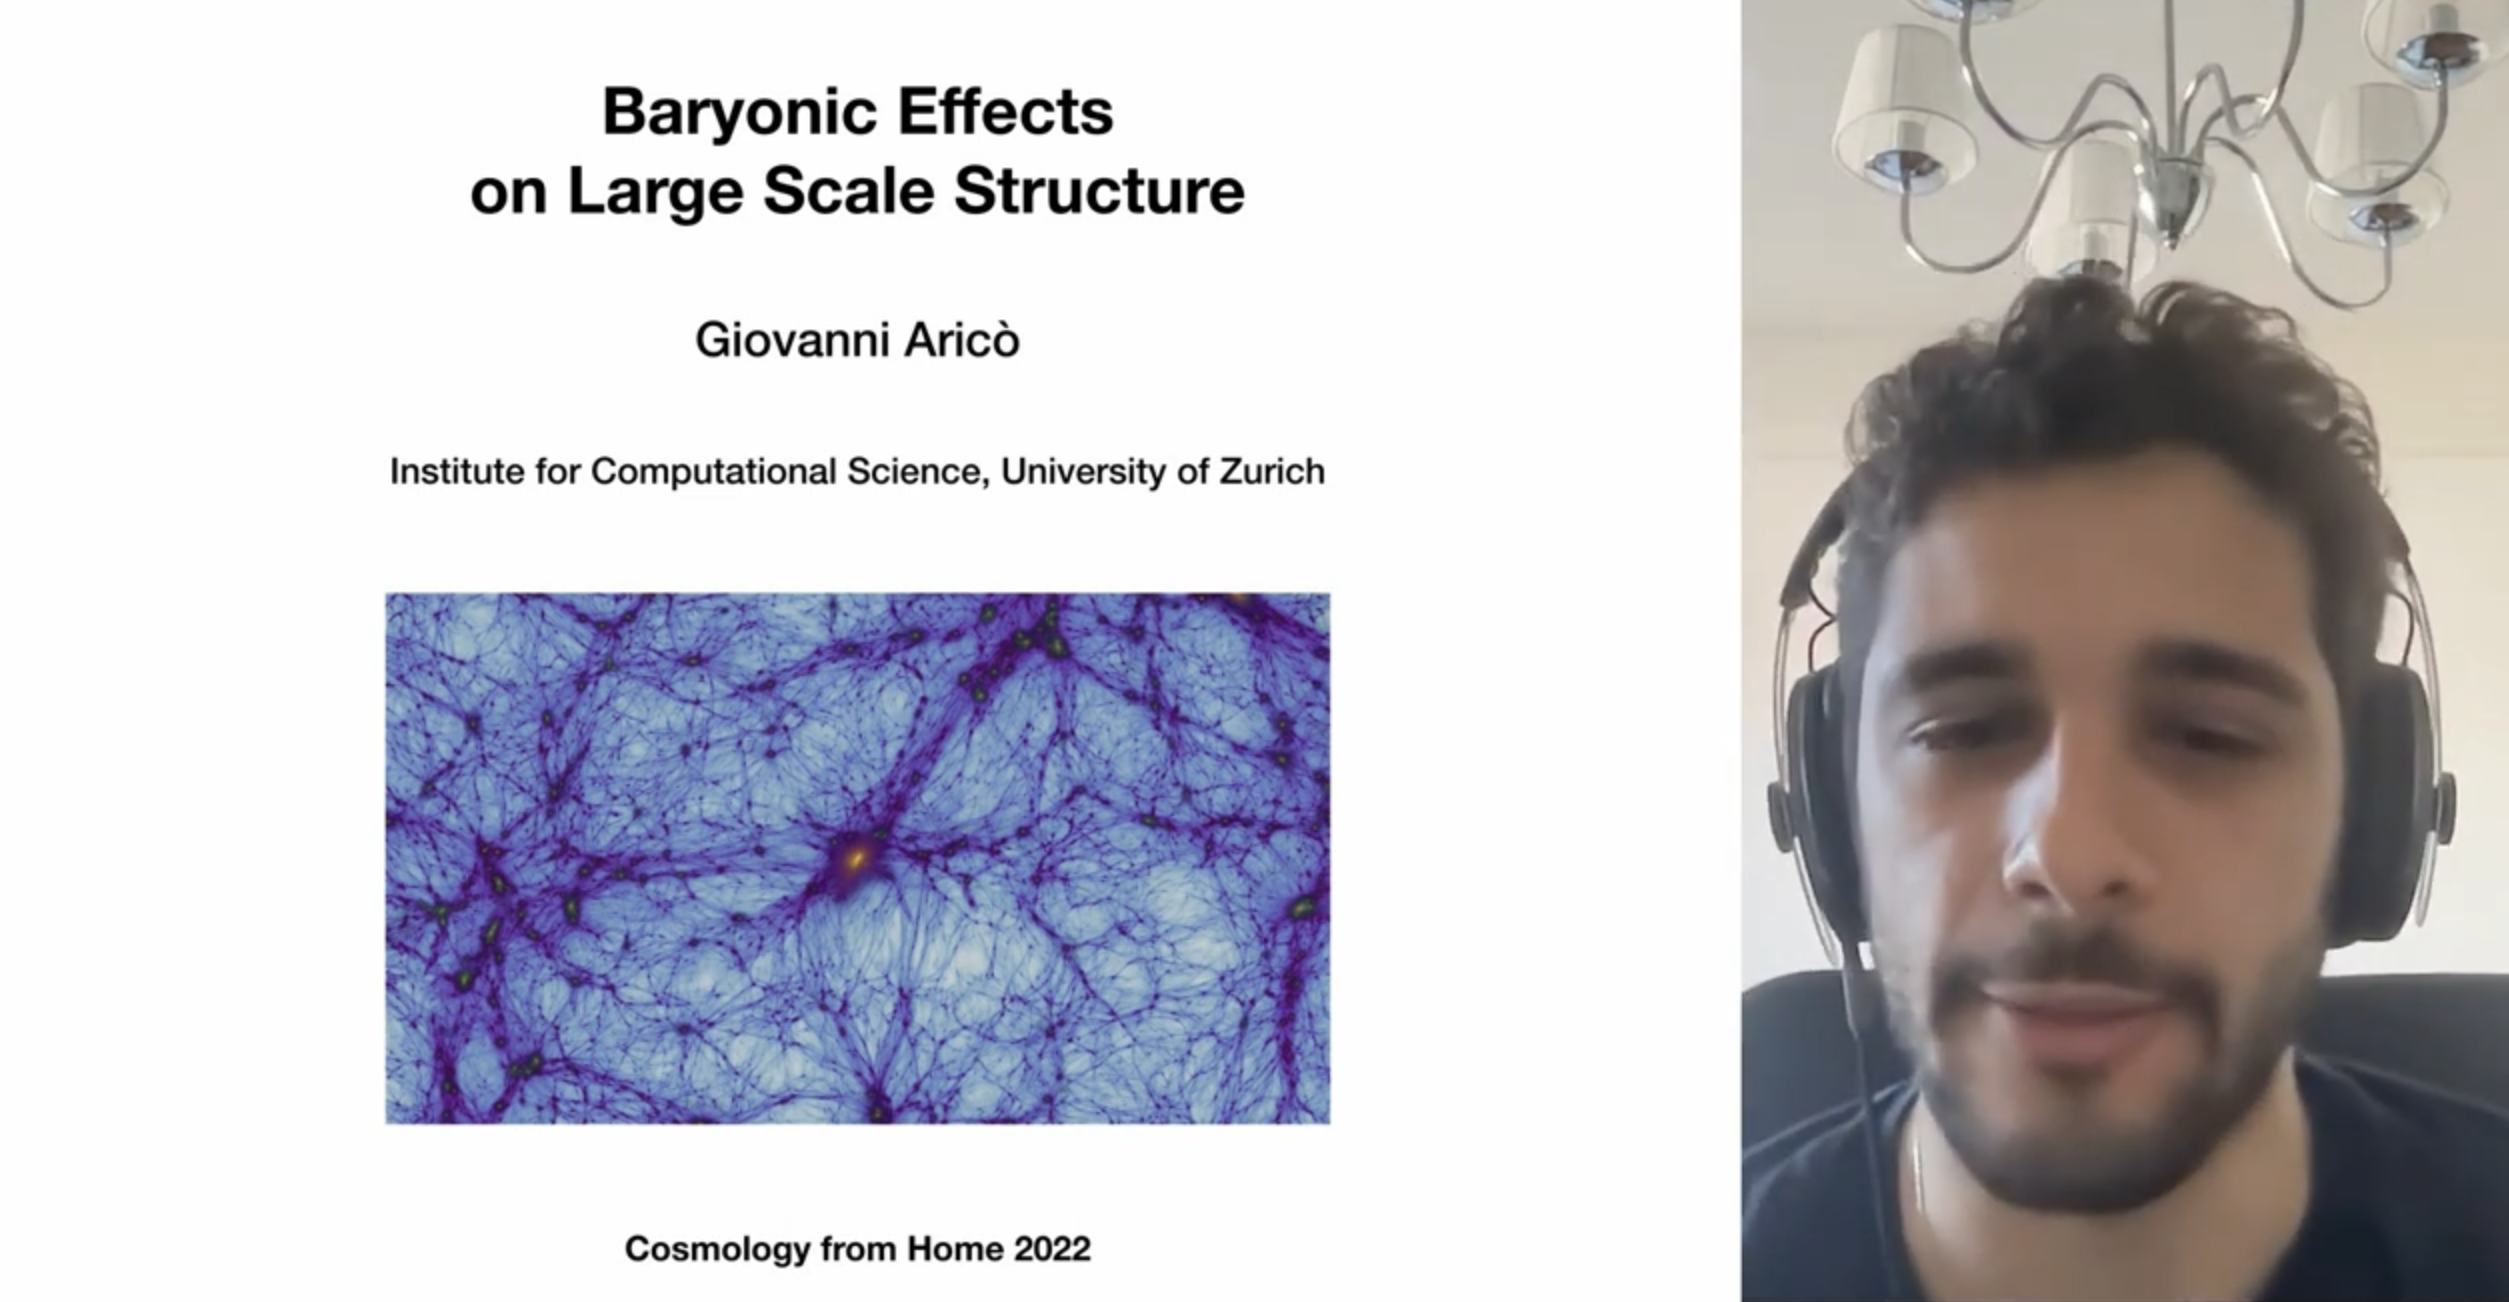 Baryonic Effects
on Large Scale Structure
Giovanni Aricò
Institute for Computational Science, University of Zurich
Cosmology from Home 2022